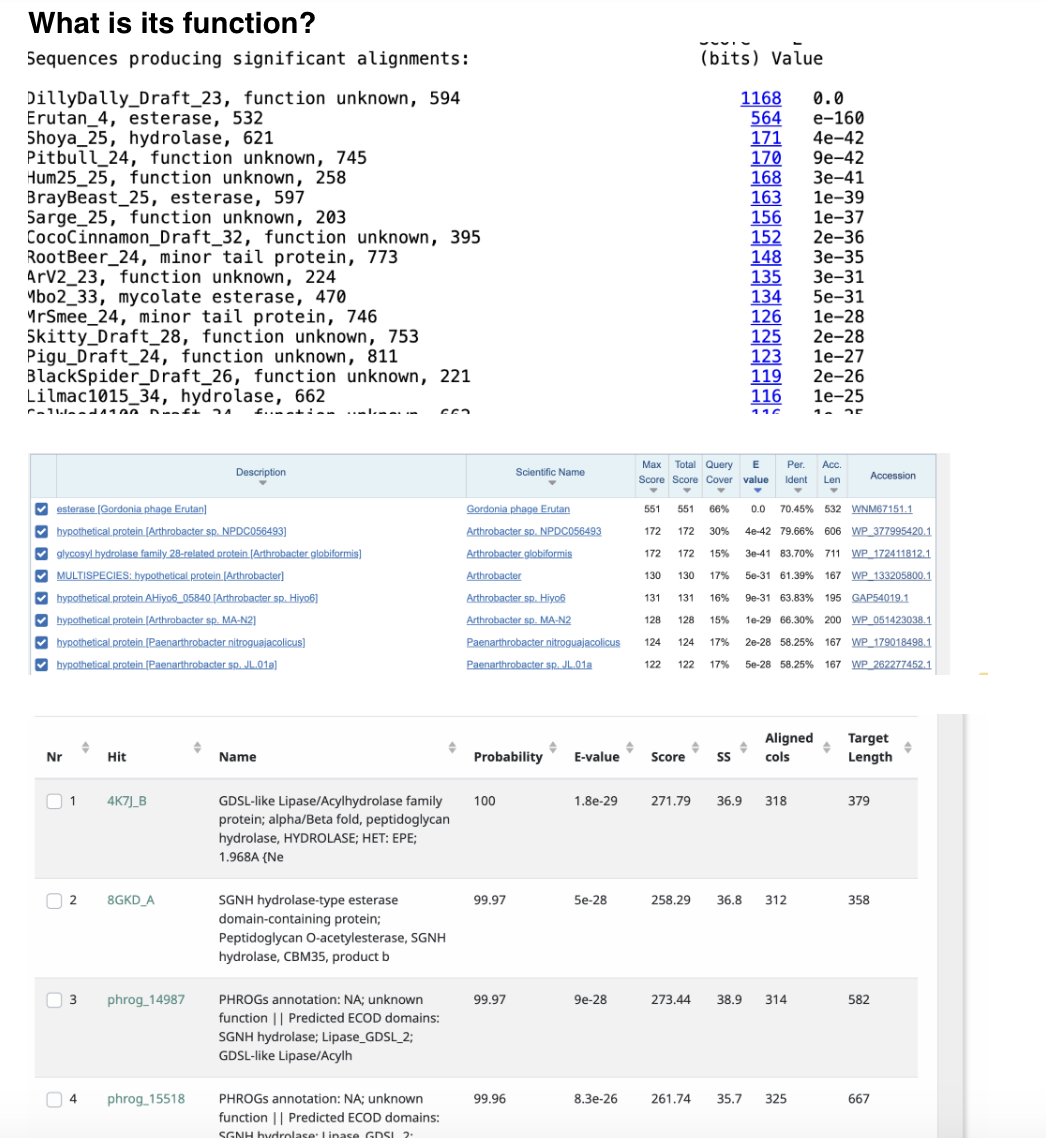 What is its function?
Sequences producing significant alignments: (bits) Value
DillyDally_Draft_23, function unknown, 594 1168 0.0
Erutan_4, esterase, 532 564 e-160
Shoya_25, hydrolase, 621 171 4e-42
Pitbull_24, function unknown, 745 170 9e-42
Hum25_25, function unknown, 258 168 3e-41
BrayBeast_25, esterase, 597 163 1e-39
Sarge_25, function unknown, 203 156 1e-37
CocoCinnamon_Draft_32, function unknown, 395 152 2e-36
RootBeer_24, minor tail protein, 773 148 3e-35
ArV2_23, function unknown, 224 135 3e-31
Mbo2_33, mycolate esterase, 470 134 5e-31
MrSmee_24, minor tail protein, 746 126 1e-28
Skitty_Draft_28, function unknown, 753 125 2e-28
Pigu_Draft_24, function unknown, 811 123 1e-27
BlackSpider_Draft_26, function unknown, 221 119 2e-26
Lilmac1015_34, hydrolase, 662 116 1e-25
Description Scientific Name Max Score Total Score Query Cover E value Per. Ident Acc. Len Accession
esterase [Gordonia phage Erutan] Gordonia phage Erutan 551 551 66% 0.0 70.45% 532 WNM67151.1
hypothetical protein [Arthrobacter sp. NPDC056493] Arthrobacter sp. NPDC056493 172 172 30% 4e-42 79.66% 606 WP_377995420.1
glycosyl hydrolase family 28-related protein [Arthrobacter globiformis] Arthrobacter globiformis 172 172 15% 3e-41 83.70% 711 WP_172411812.1
MULTISPECIES: hypothetical protein [Arthrobacter] Arthrobacter 130 130 17% 5e-31 61.39% 167 WP_133205800.1
hypothetical protein AHiyo6_05840 [Arthrobacter sp. Hiyo6] Arthrobacter sp. Hiyo6 131 131 16% 9e-31 63.83% 195 GAP54019.1
hypothetical protein [Arthrobacter sp. MA-N2] Arthrobacter sp. MA-N2 128 128 15% 1e-29 66.30% 200 WP_051423038.1
hypothetical protein [Paenarthrobacter nitroguajacolicus] Paenarthrobacter nitroguajacolicus 124 124 17% 2e-28 58.25% 167 WP_179018498.1
hypothetical protein [Paenarthrobacter sp. JL.01a] Paenarthrobacter sp. JL.01a 122 122 17% 5e-28 58.25% 167 WP_262277452.1
Nr Hit Name Probability E-value Score SS Aligned cols Target Length
1 4K7J_B GDSL-like Lipase/Acylhydrolase family 100 1.8e-29 271.79 36.9 318 379
protein; alpha/Beta fold, peptidoglycan
hydrolase, HYDROLASE; HET: EPE;
1.968A {Ne
2 8GKD_A SGNH hydrolase-type esterase 99.97 5e-28 258.29 36.8 312 358
domain-containing protein;
Peptidoglycan O-acetylesterase, SGNH
hydrolase, CBM35, product b
3 phrog_14987 PHROGs annotation: NA; unknown 99.97 9e-28 273.44 38.9 314 582
function || Predicted ECOD domains:
SGNH hydrolase; Lipase_GDSL_2;
GDSL-like Lipase/Acylh
4 phrog_15518 PHROGs annotation: NA; unknown 99.96 8.3e-26 261.74 35.7 325 667
function || Predicted ECOD domains:
SGNH hydrolase; Lipase_GDSL_2;